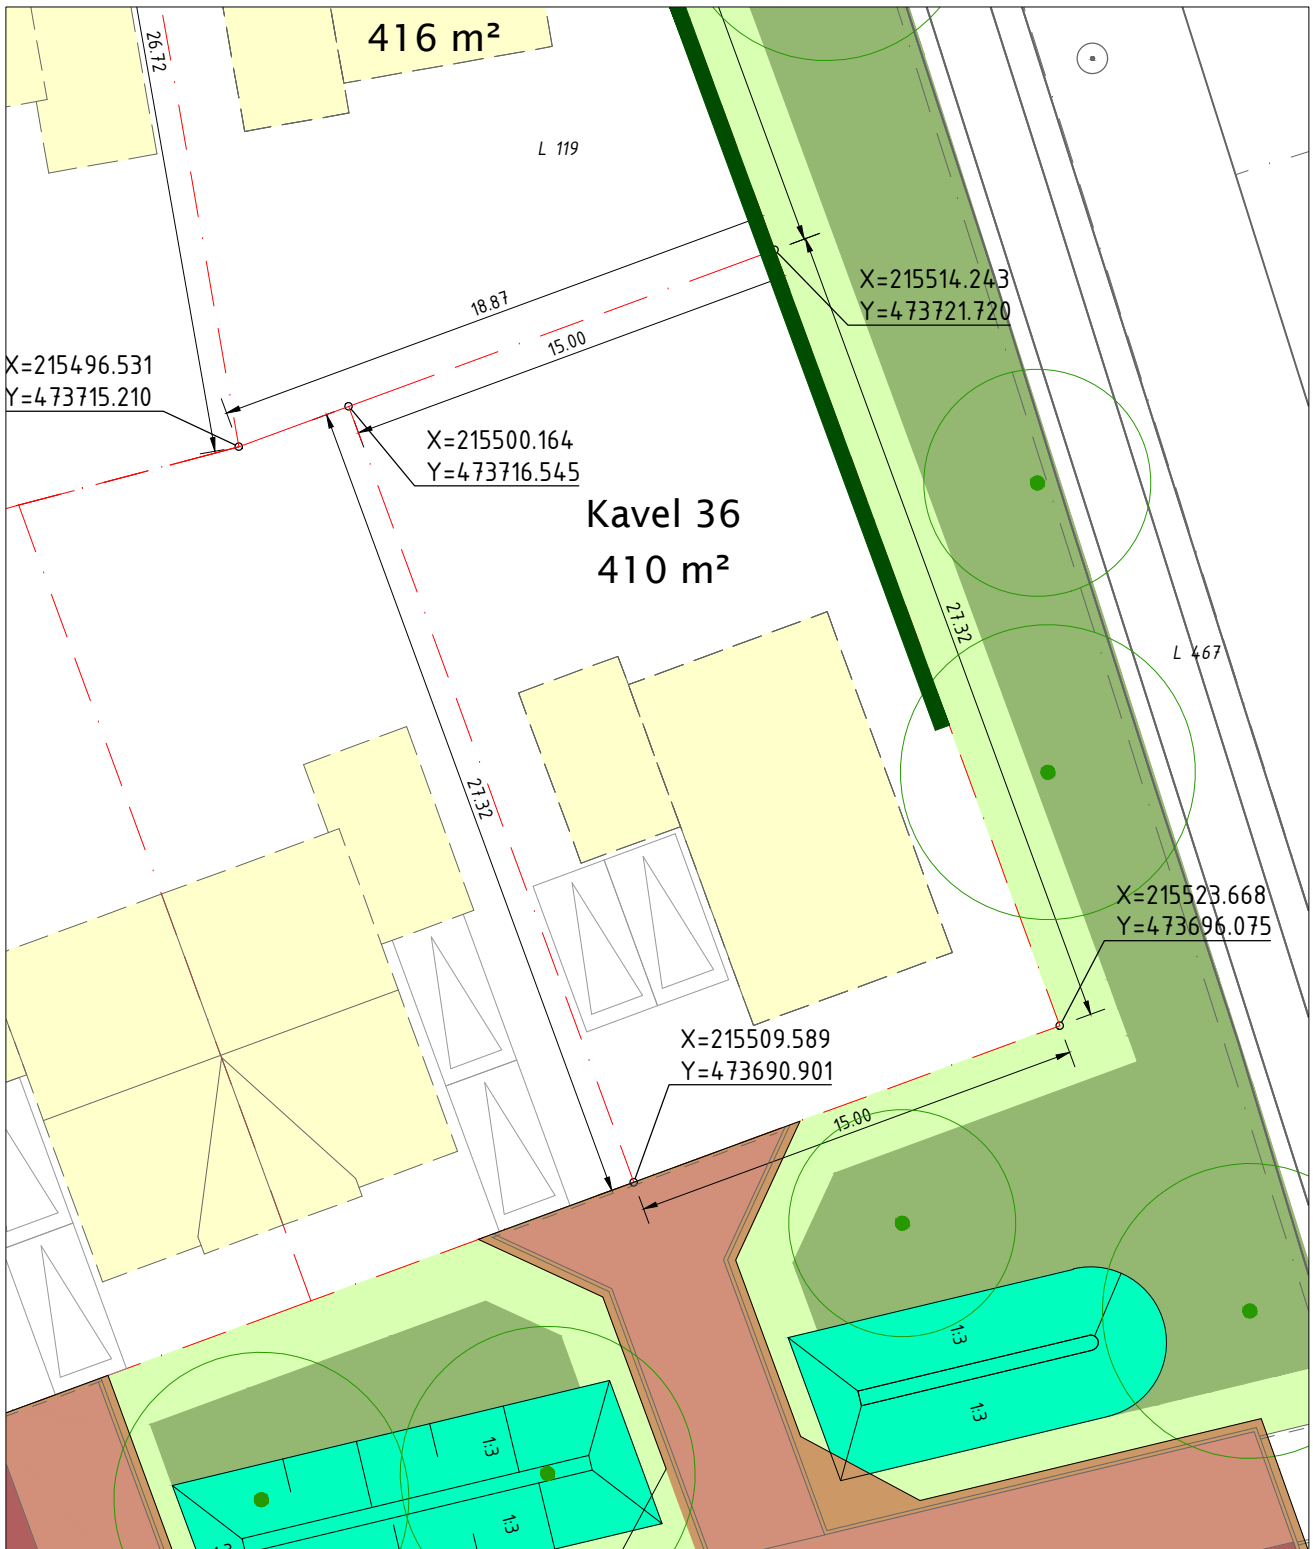 416 m²
26.72
L 119
X=215514.243
Y=473721.720
18.87
15.00
X=215496.531
Y=473715.210
X=215500.164
Y=473716.545
Kavel 36
410 m²
27.32
L 467
27.32
X=215523.668
Y=473696.075
X=215509.589
Y=473690.901
15.00
1:3
1:3
1:3
1:3